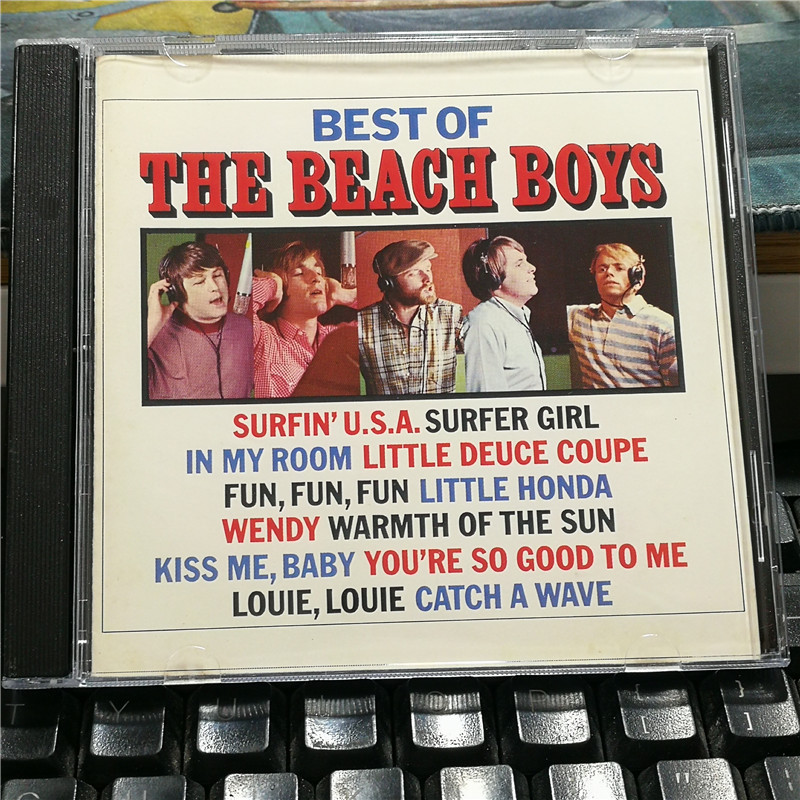 BEST OF
THE BEACH BOYS
SURFIN' U.S.A. SURFER GIRL
IN MY ROOM LITTLE DEUCE COUPE
FUN, FUN, FUN LITTLE HONDA
WENDY WARMTH OF THE SUN
KISS ME, BABY YOU'RE SO GOOD TO ME
LOUIE, LOUIE CATCH A WAVE
T Y U I O P { [ } ]